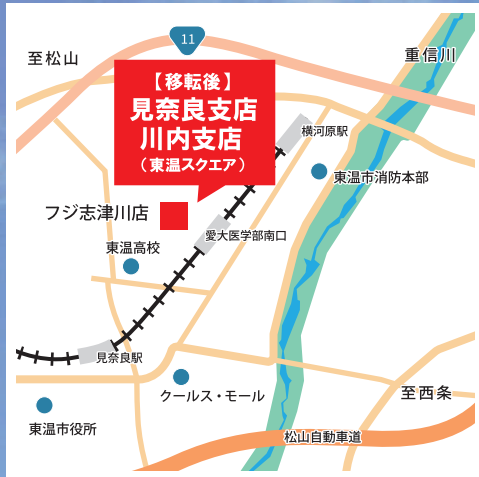 11
至松山
重信川
【移転後】
見奈良支店
川内支店
（東温スクエア）
横河原駅
東温市消防本部
フジ志津川店
愛大医学部南口
東温高校
見奈良駅
クールス・モール
至西条
東温市役所
松山自動車道